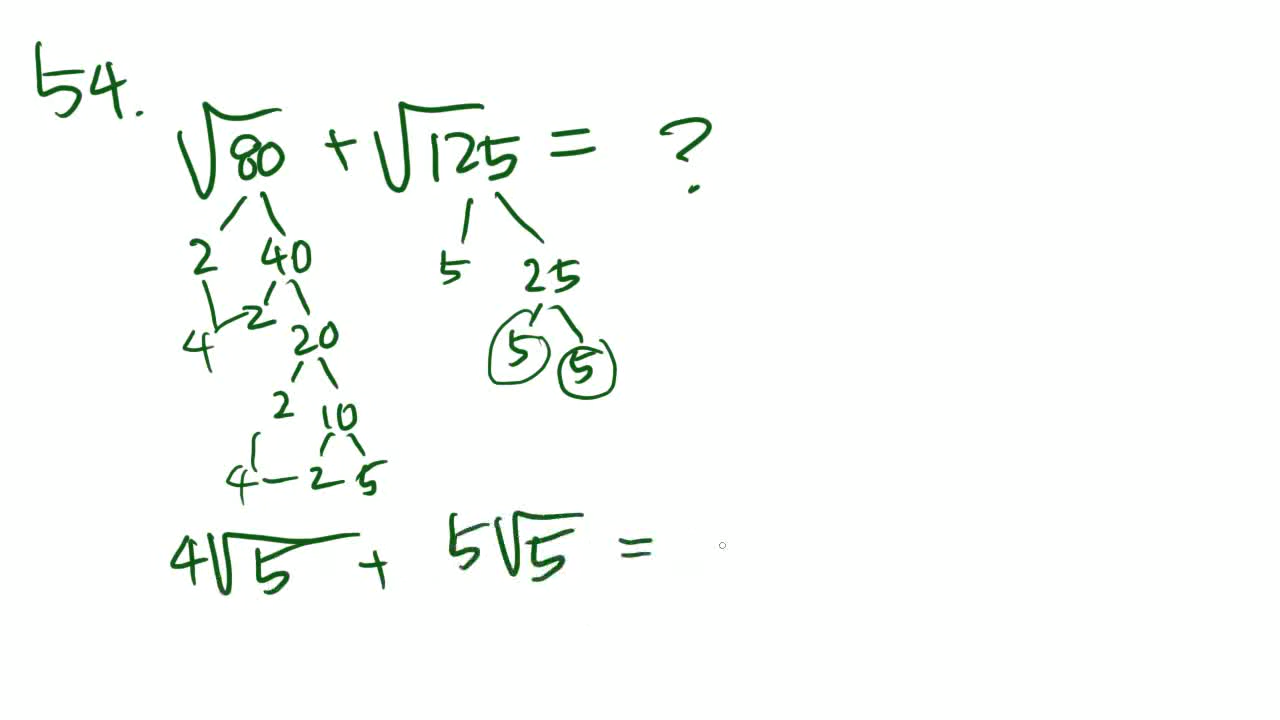 54.
√80 + √125 = ?
2 40 5 25
4 2 20 5 5
2 10
4 2 5
4√5 + 5√5 =